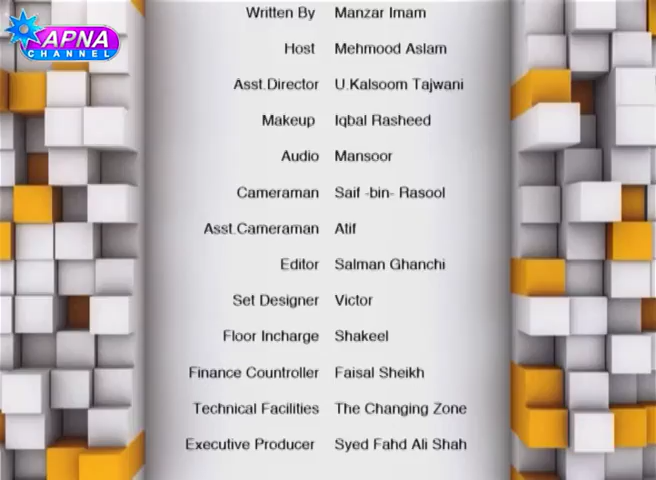 APNA
CHANNEL
Written By Manzar Imam
Host Mehmood Aslam
Asst.Director U.Kalsoom Tajwani
Makeup Iqbal Rasheed
Audio Mansoor
Cameraman Saif -bin- Rasool
Asst.Cameraman Atif
Editor Salman Ghanchi
Set Designer Victor
Floor Incharge Shakeel
Finance Countroller Faisal Sheikh
Technical Facilities The Changing Zone
Executive Producer Syed Fahd Ali Shah